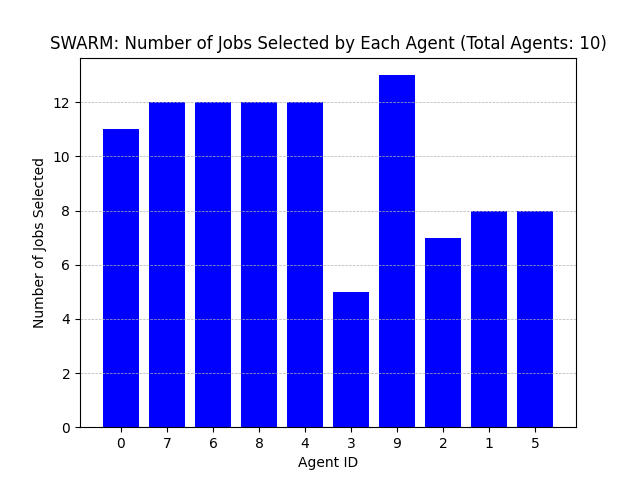 SWARM: Number of Jobs Selected by Each Agent (Total Agents: 10)
12
10
8
6
4
2
0
Number of Jobs Selected
0 7 6 8 4 3 9 2 1 5
Agent ID